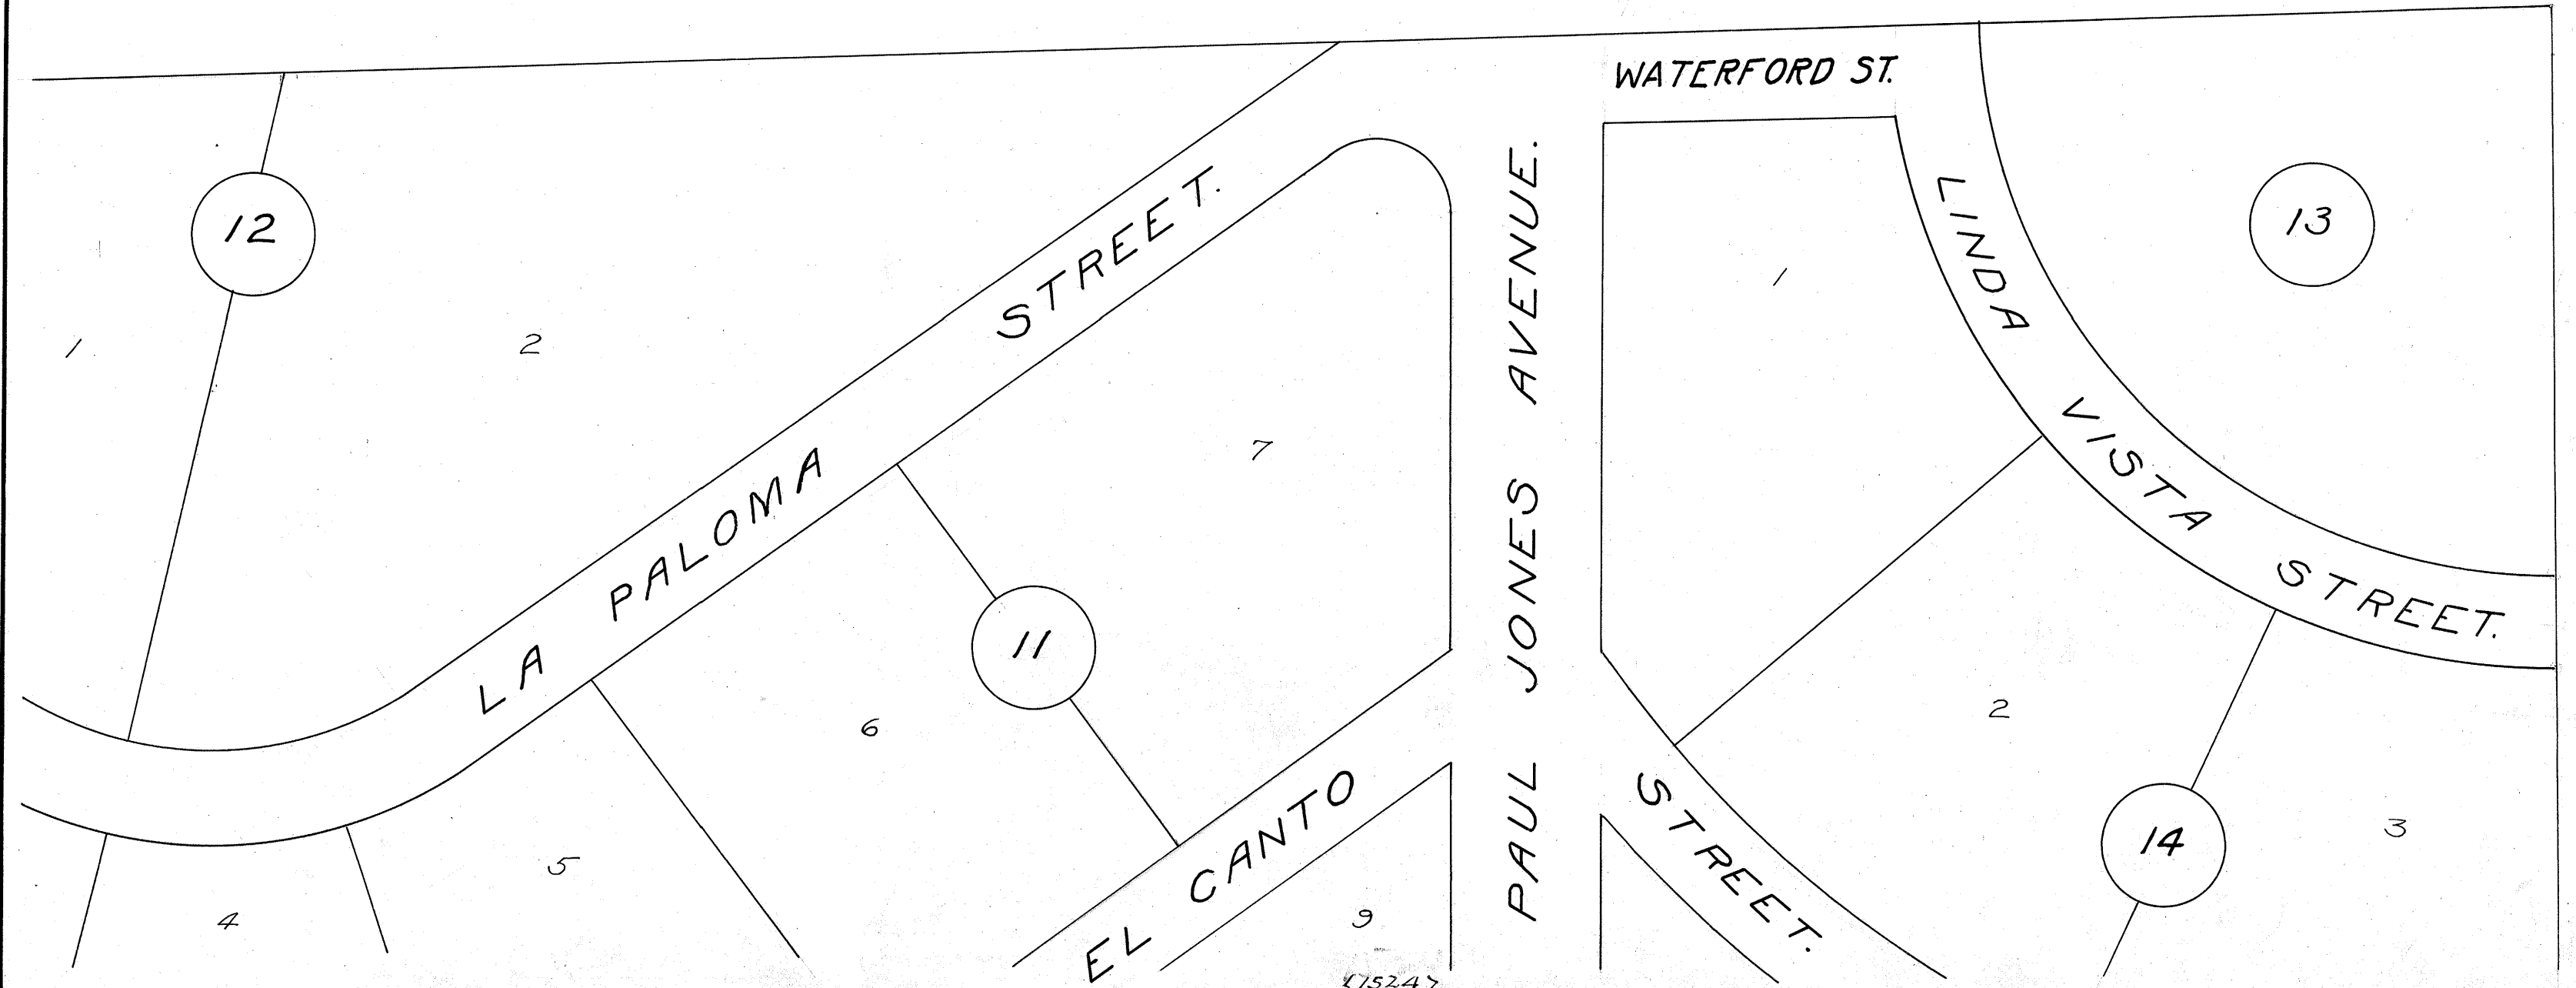 WATERFORD ST.
12
13
1
2
LA PALOMA STREET.
PAUL JONES AVENUE.
1
LINDA VISTA STREET.
7
11
6
5
4
EL CANTO STREET.
9
2
14
3